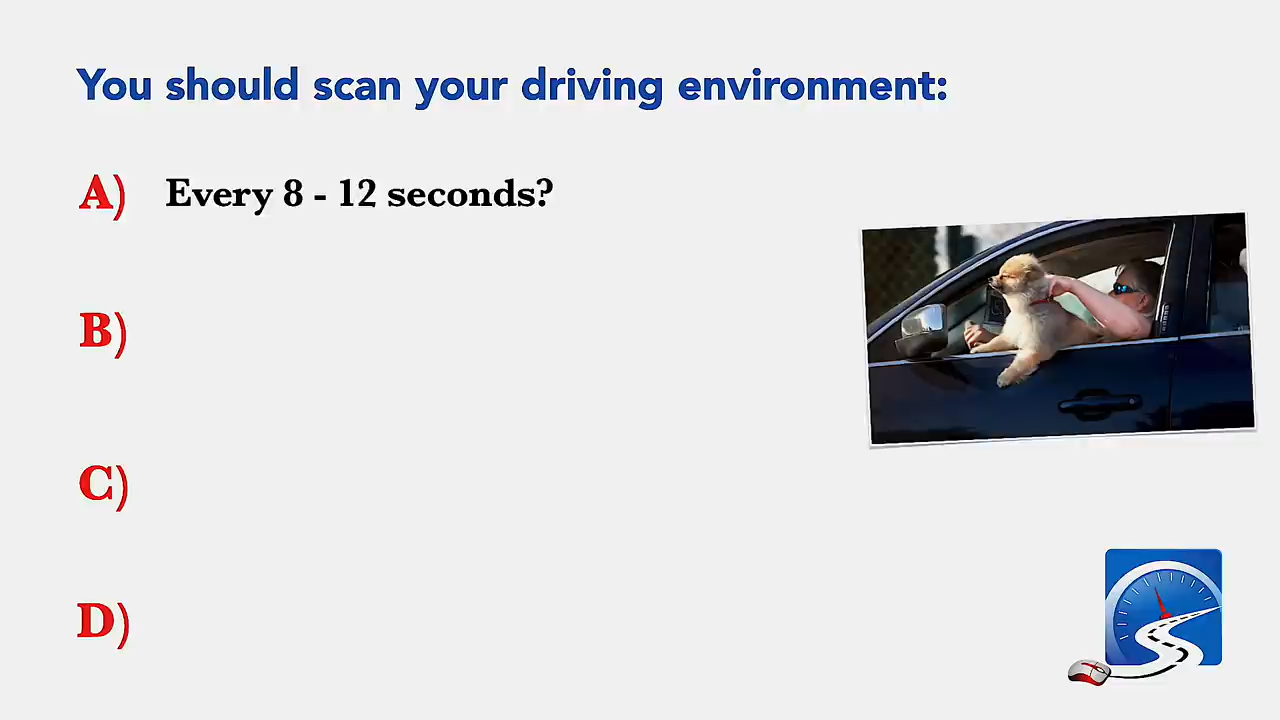 You should scan your driving environment:
A) Every 8 - 12 seconds?
B)
C)
D)